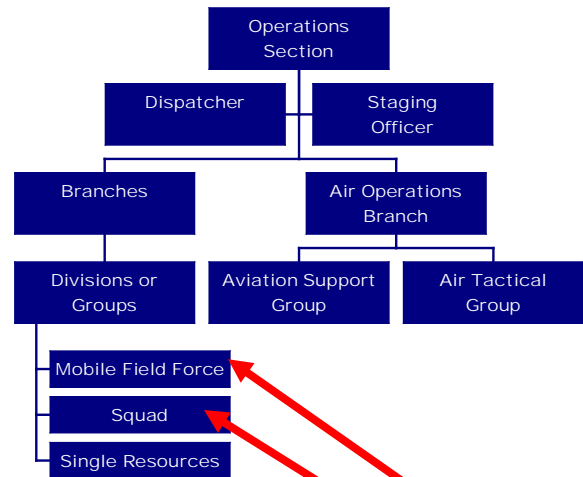 Operations
Section
Dispatcher
Staging
Officer
Branches
Air Operations
Branch
Divisions or
Groups
Aviation Support
Group
Air Tactical
Group
Mobile Field Force
Squad
Single Resources